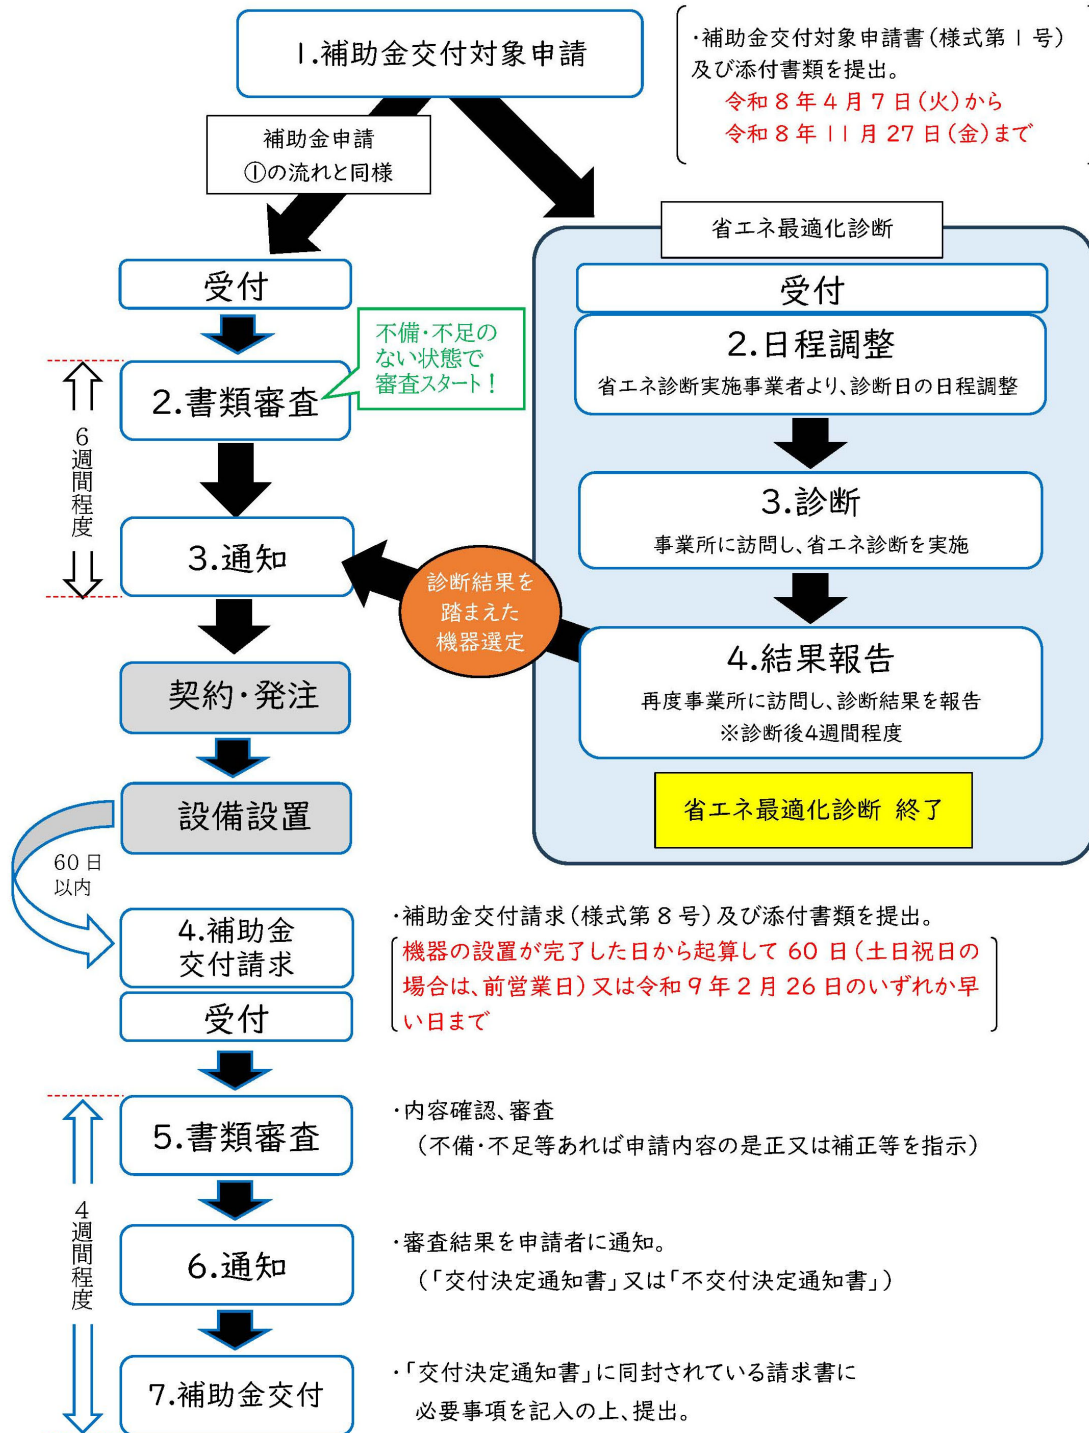 1.補助金交付対象申請
・補助金交付対象申請書(様式第1号)
及び添付書類を提出。
令和8年4月7日(火)から
令和8年11月27日(金)まで
補助金申請
①の流れと同様
受付
不備・不足の
ない状態で
審査スタート!
2.書類審査
6週間程度
3.通知
契約・発注
設備設置
60日
以内
省エネ最適化診断
受付
2.日程調整
省エネ診断実施事業者より、診断日の日程調整
3.診断
事業所に訪問し、省エネ診断を実施
4.結果報告
再度事業所に訪問し、診断結果を報告
※診断後4週間程度
省エネ最適化診断 終了
診断結果を
踏まえた
機器選定
4.補助金
交付請求
受付
・補助金交付請求(様式第8号)及び添付書類を提出。
機器の設置が完了した日から起算して60日(土日祝日の
場合は、前営業日)又は令和9年2月26日のいずれか早
い日まで
5.書類審査
・内容確認、審査
(不備・不足等あれば申請内容の是正又は補正等を指示)
4週間程度
6.通知
・審査結果を申請者に通知。
(「交付決定通知書」又は「不交付決定通知書」)
7.補助金交付
・「交付決定通知書」に同封されている請求書に
必要事項を記入の上、提出。